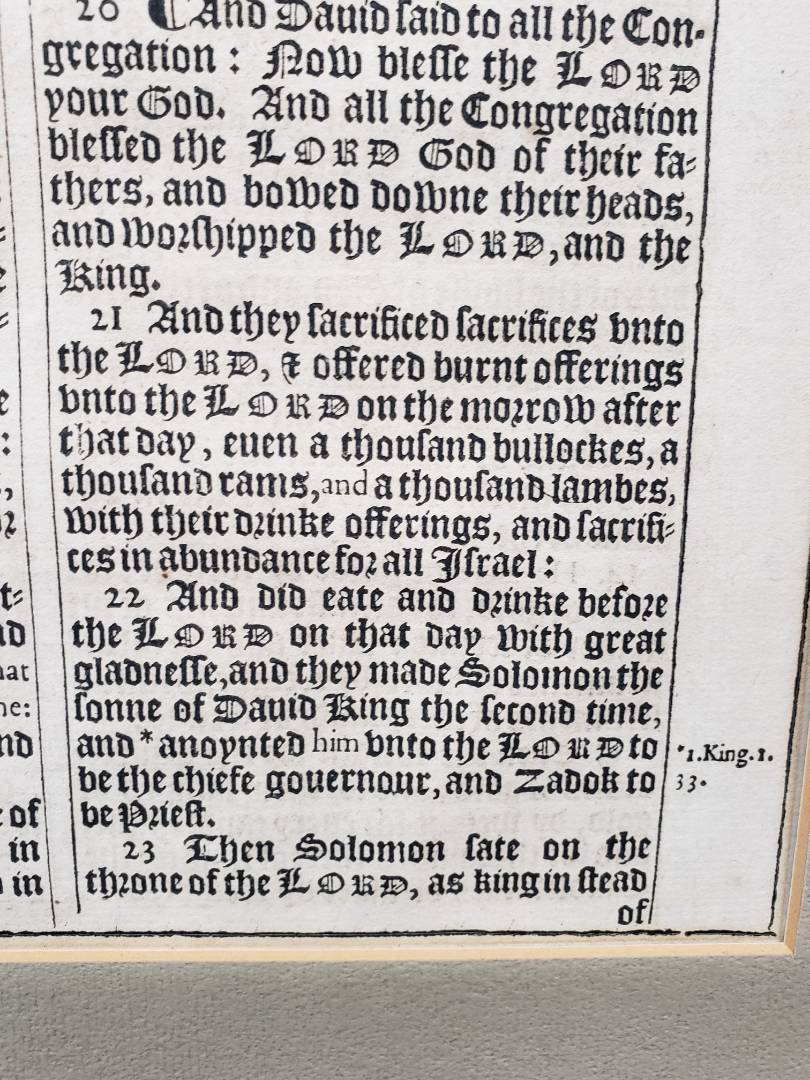 of
in
in
20 ¶ And Dauid ſaid to all the Con-
gregation : Now bleſſe the LORD
your God. And all the Congregation
bleſſed the LORD God of their fa-
thers, and bowed downe their heads,
and worſhipped the LORD, and the
King.
21 And they ſacrificed ſacrifices vnto
the LORD, & offered burnt offerings
vnto the LORD on the morrow after
that day, euen a thouſand bullockes, a
thouſand rams, and a thouſand lambes,
with their drinke offerings, and ſacrifi-
ces in abundance for all Iſrael :
22 And did eate and drinke before
the LORD on that day with great
gladneſſe, and they made Solomon the
ſonne of Dauid King the ſecond time,
and * anoynted him vnto the LORD to
be the chiefe gouernour, and Zadok to
be Prieſt.
23 Then Solomon ſate on the
throne of the LORD, as king in ſtead
of
*1.King.1.
33.